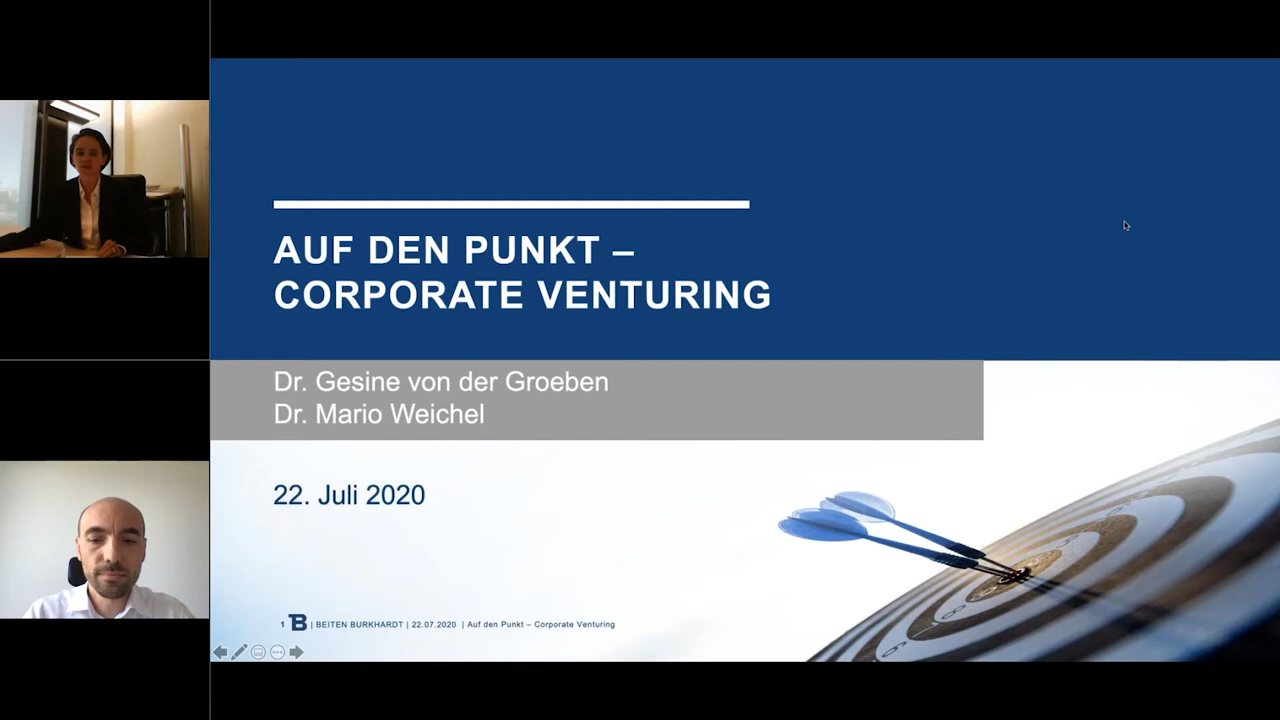 AUF DEN PUNKT –
CORPORATE VENTURING
Dr. Gesine von der Groeben
Dr. Mario Weichel
22. Juli 2020
1 B | BEITEN BURKHARDT | 22.07.2020 | Auf den Punkt – Corporate Venturing